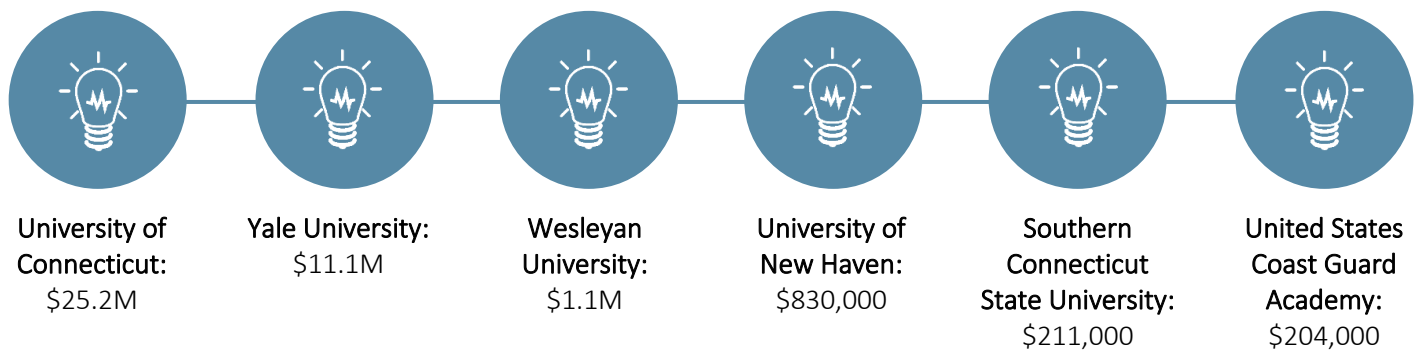 University of
Connecticut:
$25.2M
Yale University:
$11.1M
Wesleyan
University:
$1.1M
University of
New Haven:
$830,000
Southern
Connecticut
State University:
$211,000
United States
Coast Guard
Academy:
$204,000